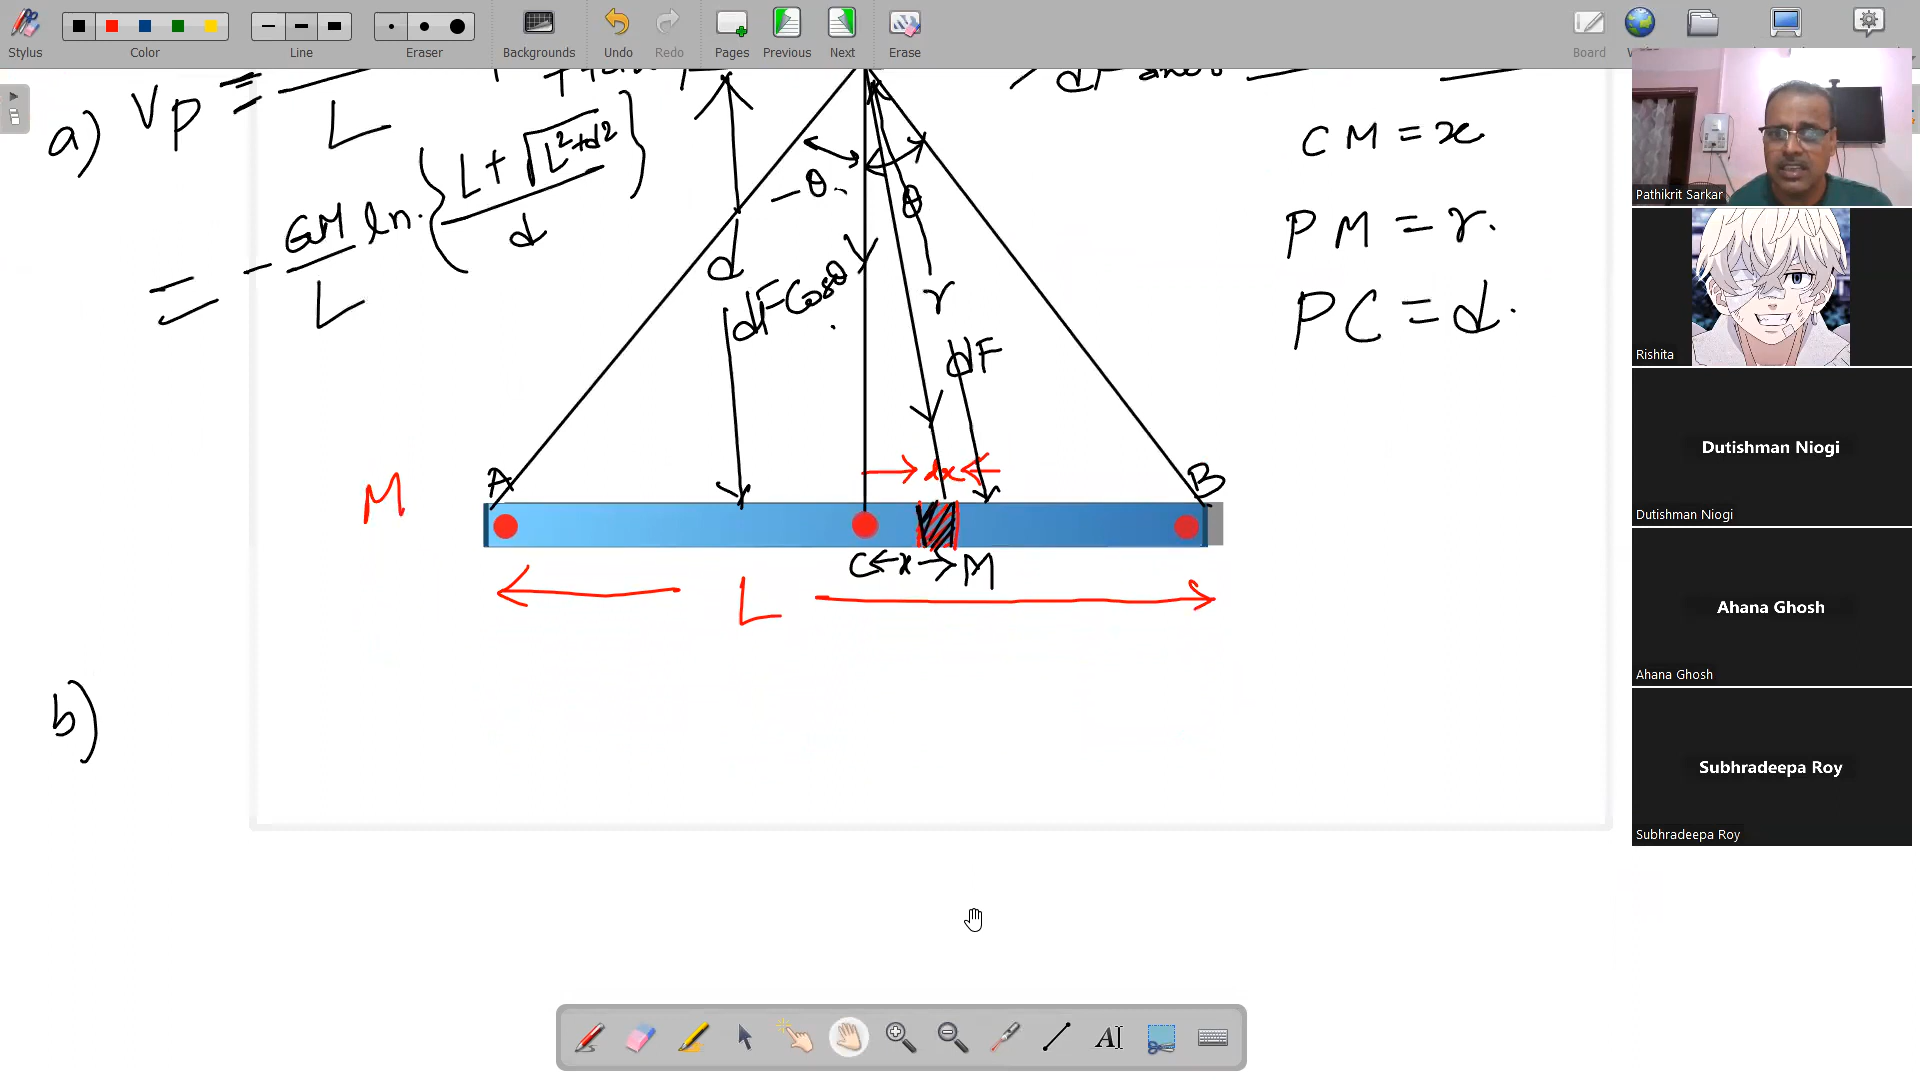 Stylus Color Line Eraser Backgrounds Undo Redo Pages Previous Next Erase Board
a) Vp =
L
= - GM/L ln. { L + √L²+d² / d }
CM = x
PM = r.
PC = d.
- θ
θ
d
dF Cosθ
r
dF
dx
M
A
B
C ← x → M
L
b)
Pathikrit Sarkar
Rishita
Dutishman Niogi
Dutishman Niogi
Ahana Ghosh
Ahana Ghosh
Subhradeepa Roy
Subhradeepa Roy